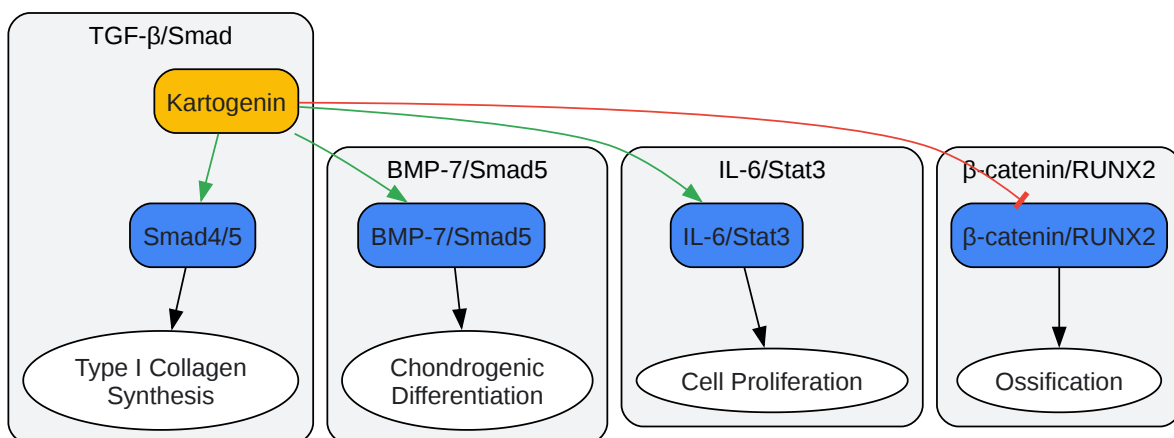 TGF-β/Smad
Kartogenin
BMP-7/Smad5
IL-6/Stat3
β-catenin/RUNX2
Smad4/5
BMP-7/Smad5
IL-6/Stat3
β-catenin/RUNX2
Type I Collagen
Synthesis
Chondrogenic
Differentiation
Cell Proliferation
Ossification